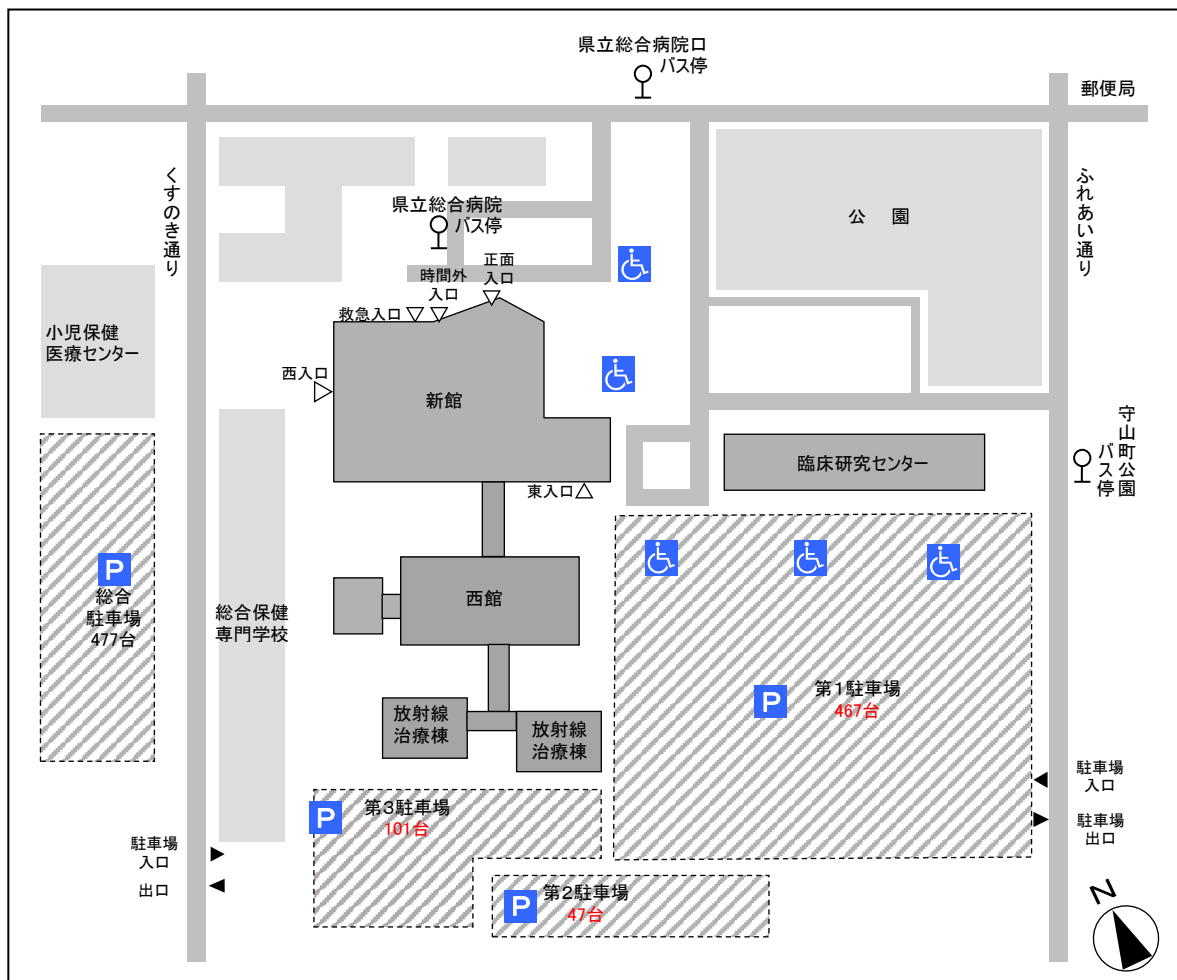 県立総合病院口
バス停
郵便局
くすのき通り
ふれあい通り
公 園
県立総合病院
バス停
正面
入口
時間外
入口
救急入口
小児保健
医療センター
西入口
新館
守山町公園
バス停
臨床研究センター
東入口
P
総合
駐車場
477台
総合保健
専門学校
西館
P
第1駐車場
467台
放射線
治療棟
放射線
治療棟
駐車場
入口
P
第3駐車場
101台
駐車場
出口
駐車場
入口
出口
P
第2駐車場
47台
N